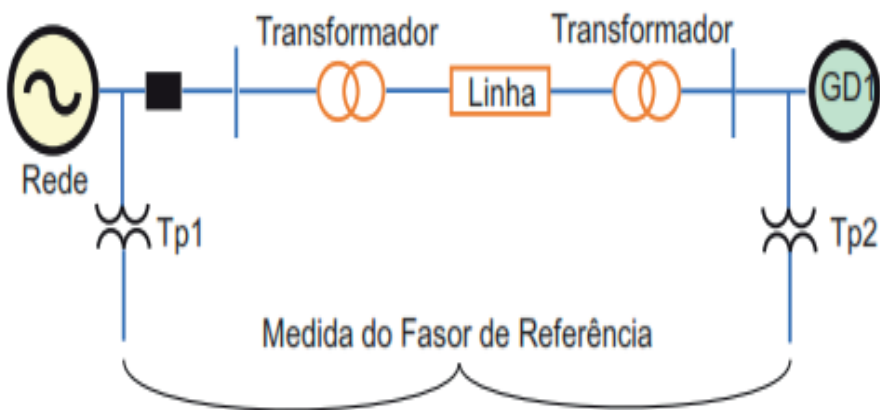 Transformador
Transformador
Linha
GD1
Rede
Tp1
Tp2
Medida do Fasor de Referência